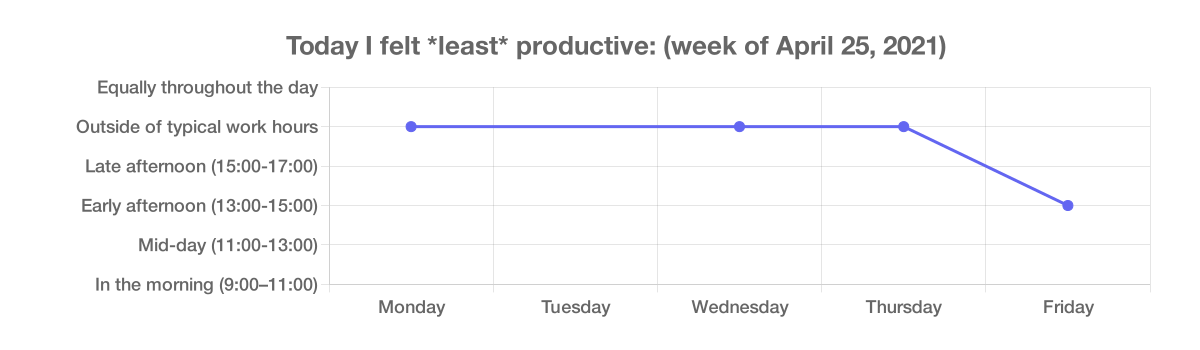 Today I felt *least* productive: (week of April 25, 2021)
Equally throughout the day
Outside of typical work hours
Late afternoon (15:00-17:00)
Early afternoon (13:00-15:00)
Mid-day (11:00-13:00)
In the morning (9:00–11:00)
Monday Tuesday Wednesday Thursday Friday